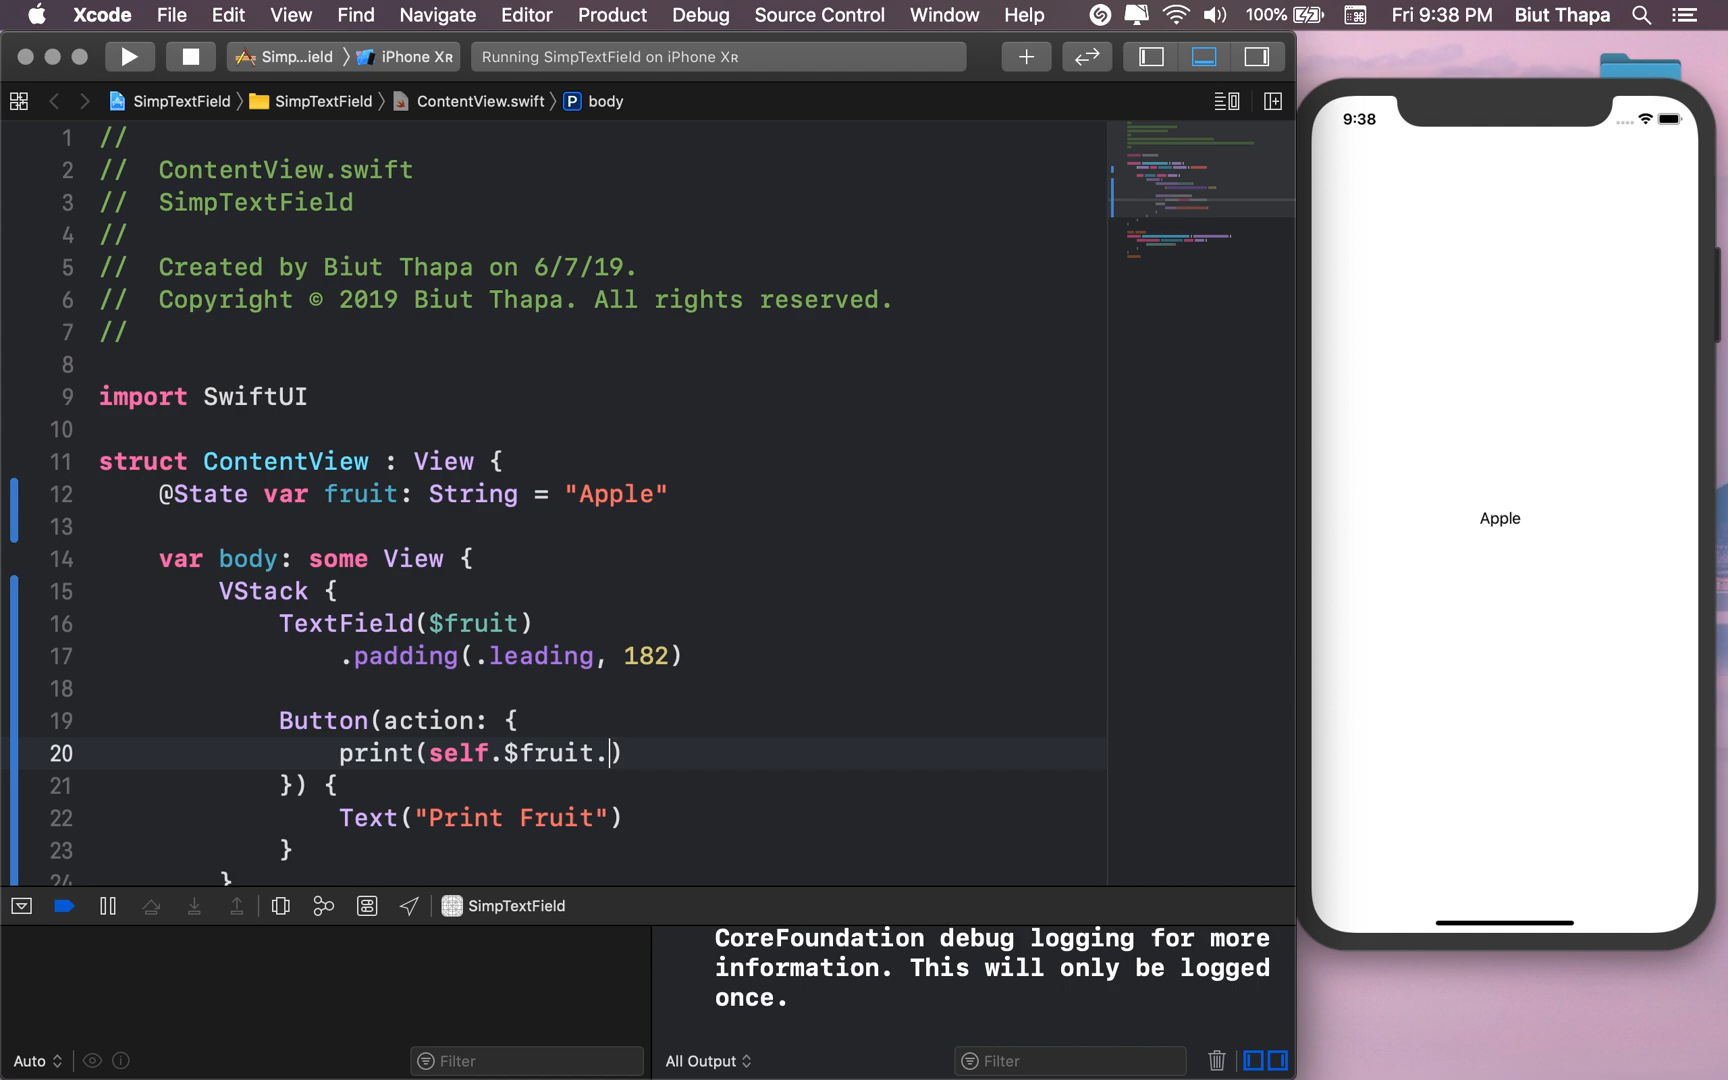 Xcode File Edit View Find Navigate Editor Product Debug Source Control Window Help 100% Fri 9:38 PM Biut Thapa
Simp...ield iPhone XR Running SimpTextField on iPhone XR
SimpTextField SimpTextField ContentView.swift P body
1 //
2 //  ContentView.swift
3 //  SimpTextField
4 //
5 //  Created by Biut Thapa on 6/7/19.
6 //  Copyright © 2019 Biut Thapa. All rights reserved.
7 //
8
9 import SwiftUI
10
11 struct ContentView : View {
12     @State var fruit: String = "Apple"
13
14     var body: some View {
15         VStack {
16             TextField($fruit)
17                 .padding(.leading, 182)
18
19             Button(action: {
20                 print(self.$fruit.)
21             }) {
22                 Text("Print Fruit")
23             }
24         }
SimpTextField
CoreFoundation debug logging for more
information. This will only be logged
once.
Auto Filter All Output Filter
9:38
Apple